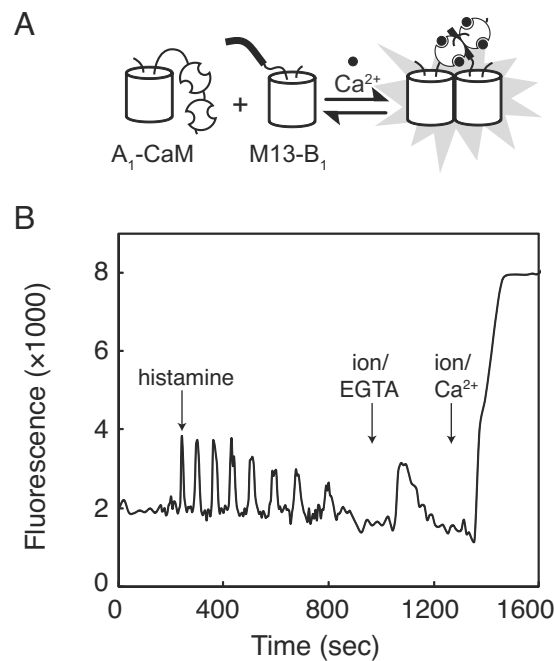 A
A₁-CaM
+
M13-B₁
Ca²⁺
B
Fluorescence (×1000)
8
6
4
2
0
histamine
ion/
EGTA
ion/
Ca²⁺
0 400 800 1200 1600
Time (sec)